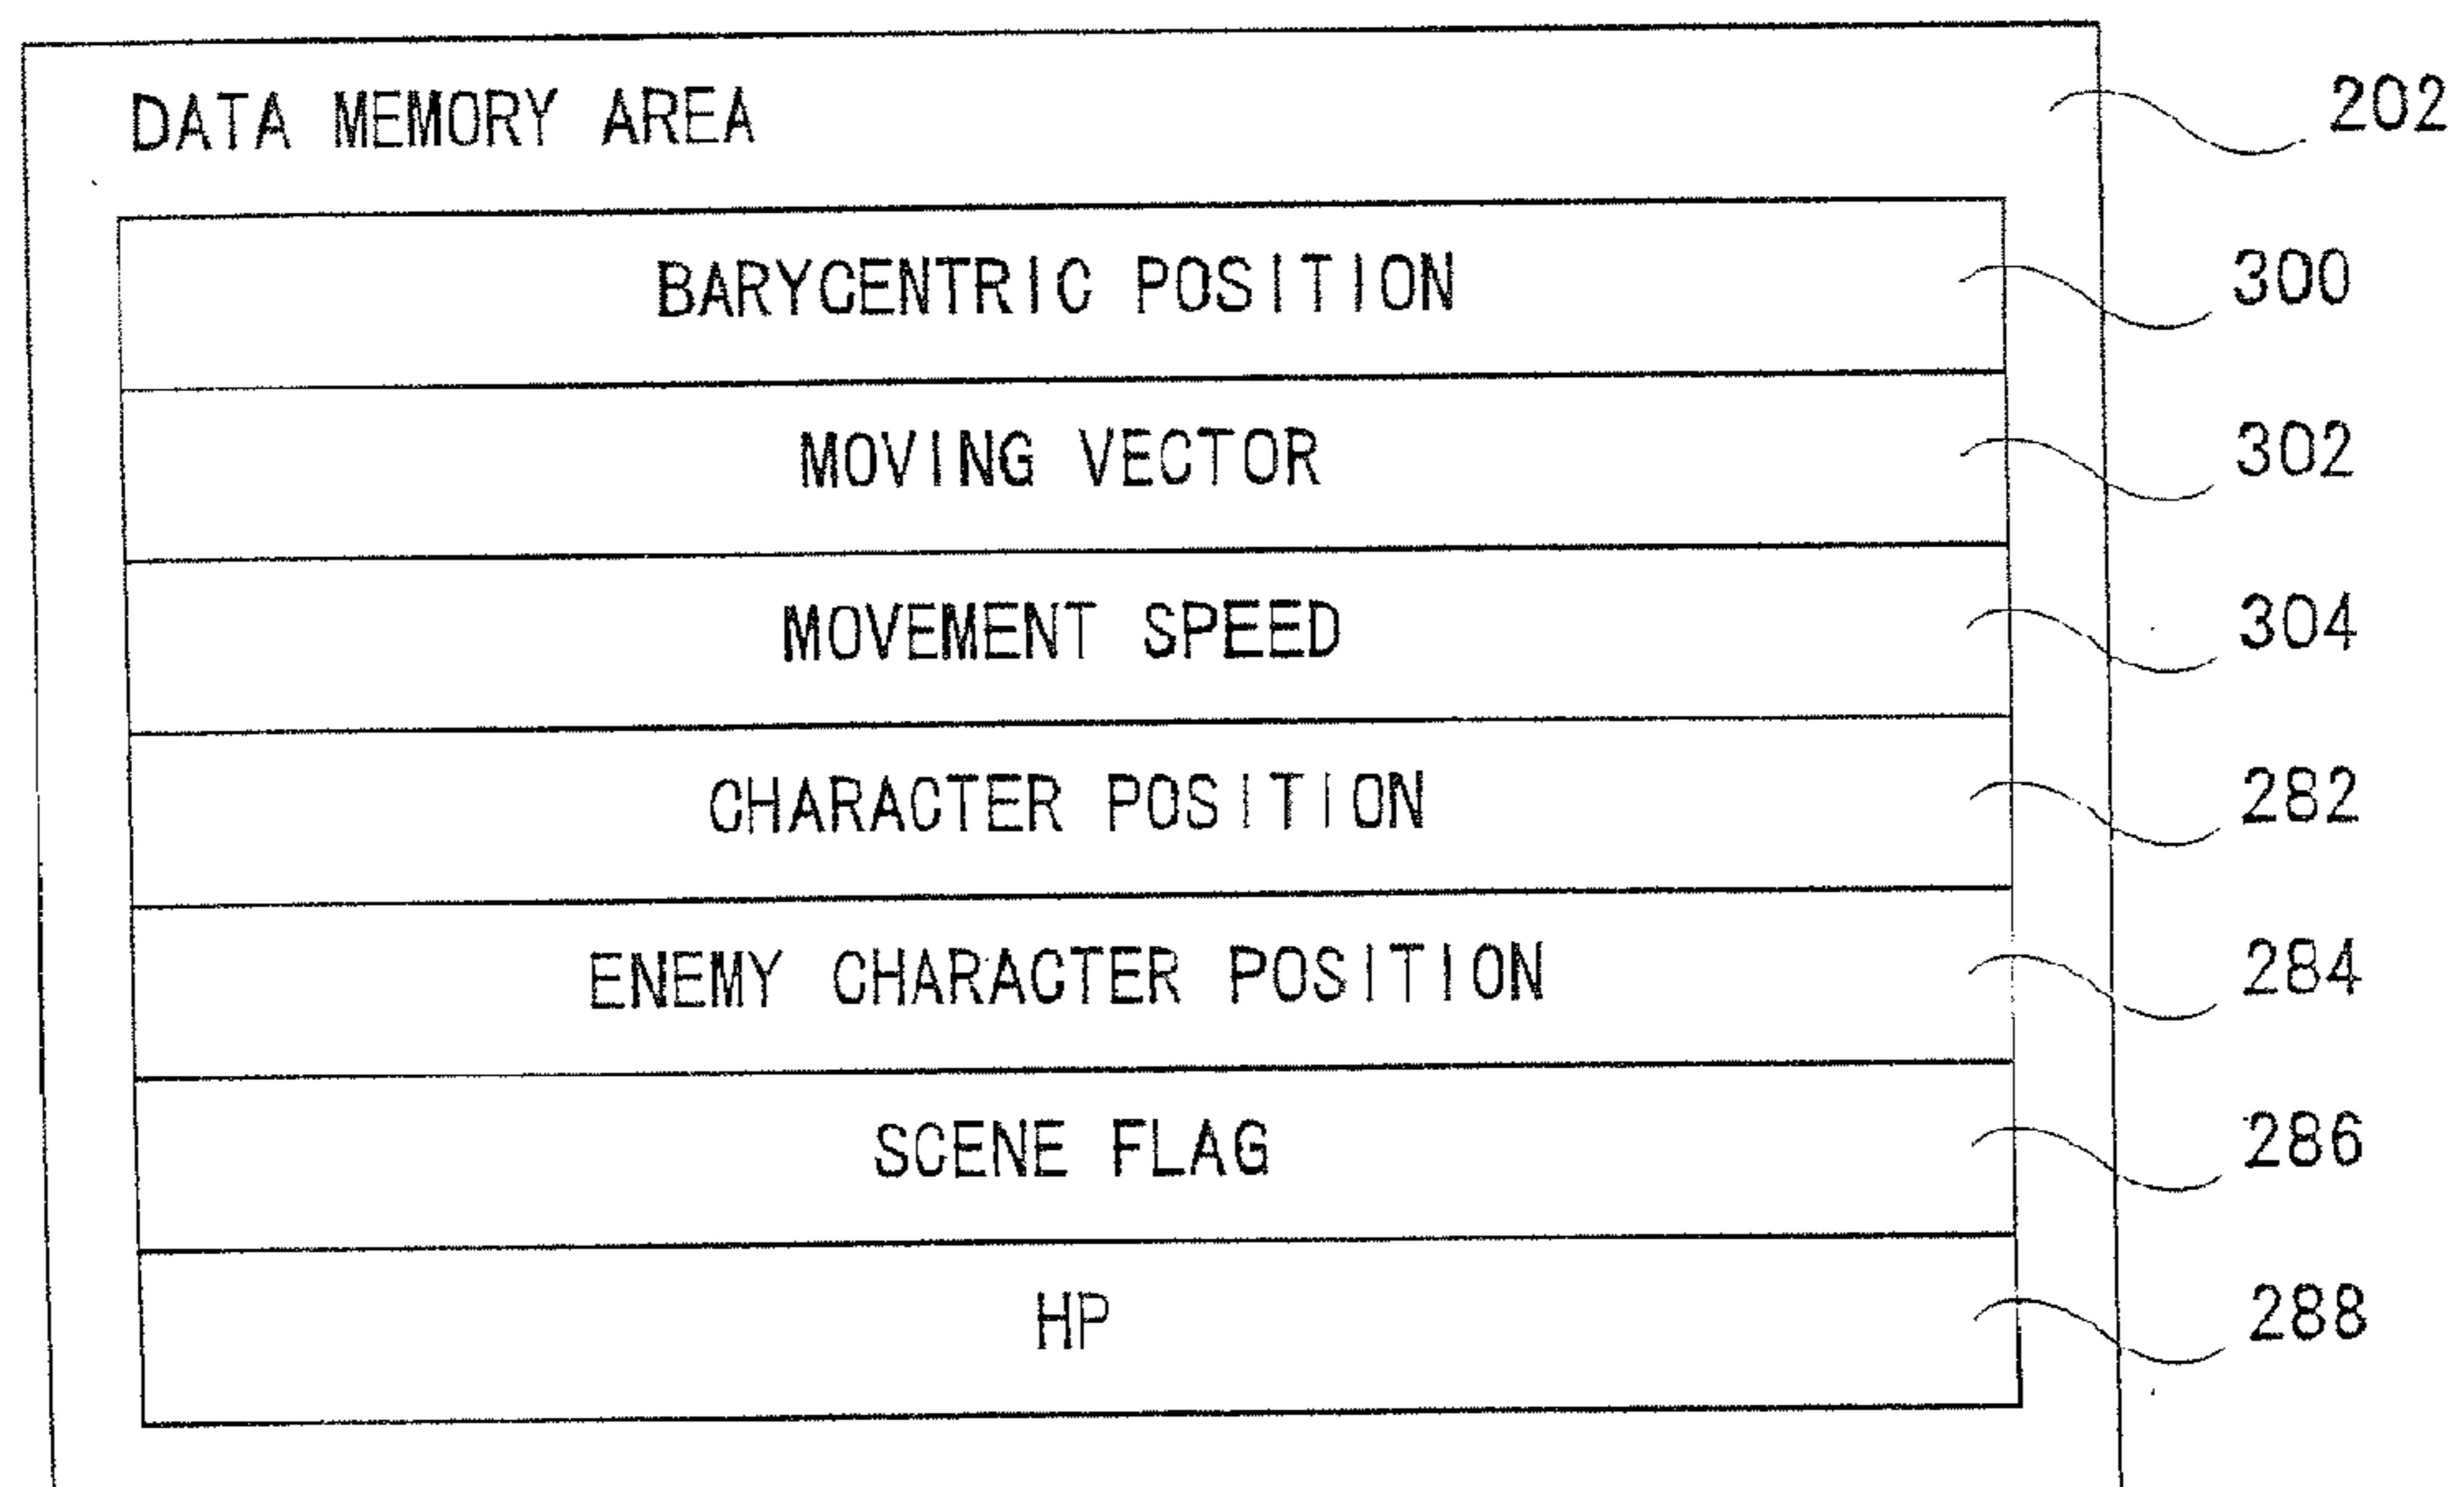 DATA MEMORY AREA 202
BARYCENTRIC POSITION 300
MOVING VECTOR 302
MOVEMENT SPEED 304
CHARACTER POSITION 282
ENEMY CHARACTER POSITION 284
SCENE FLAG 286
HP 288